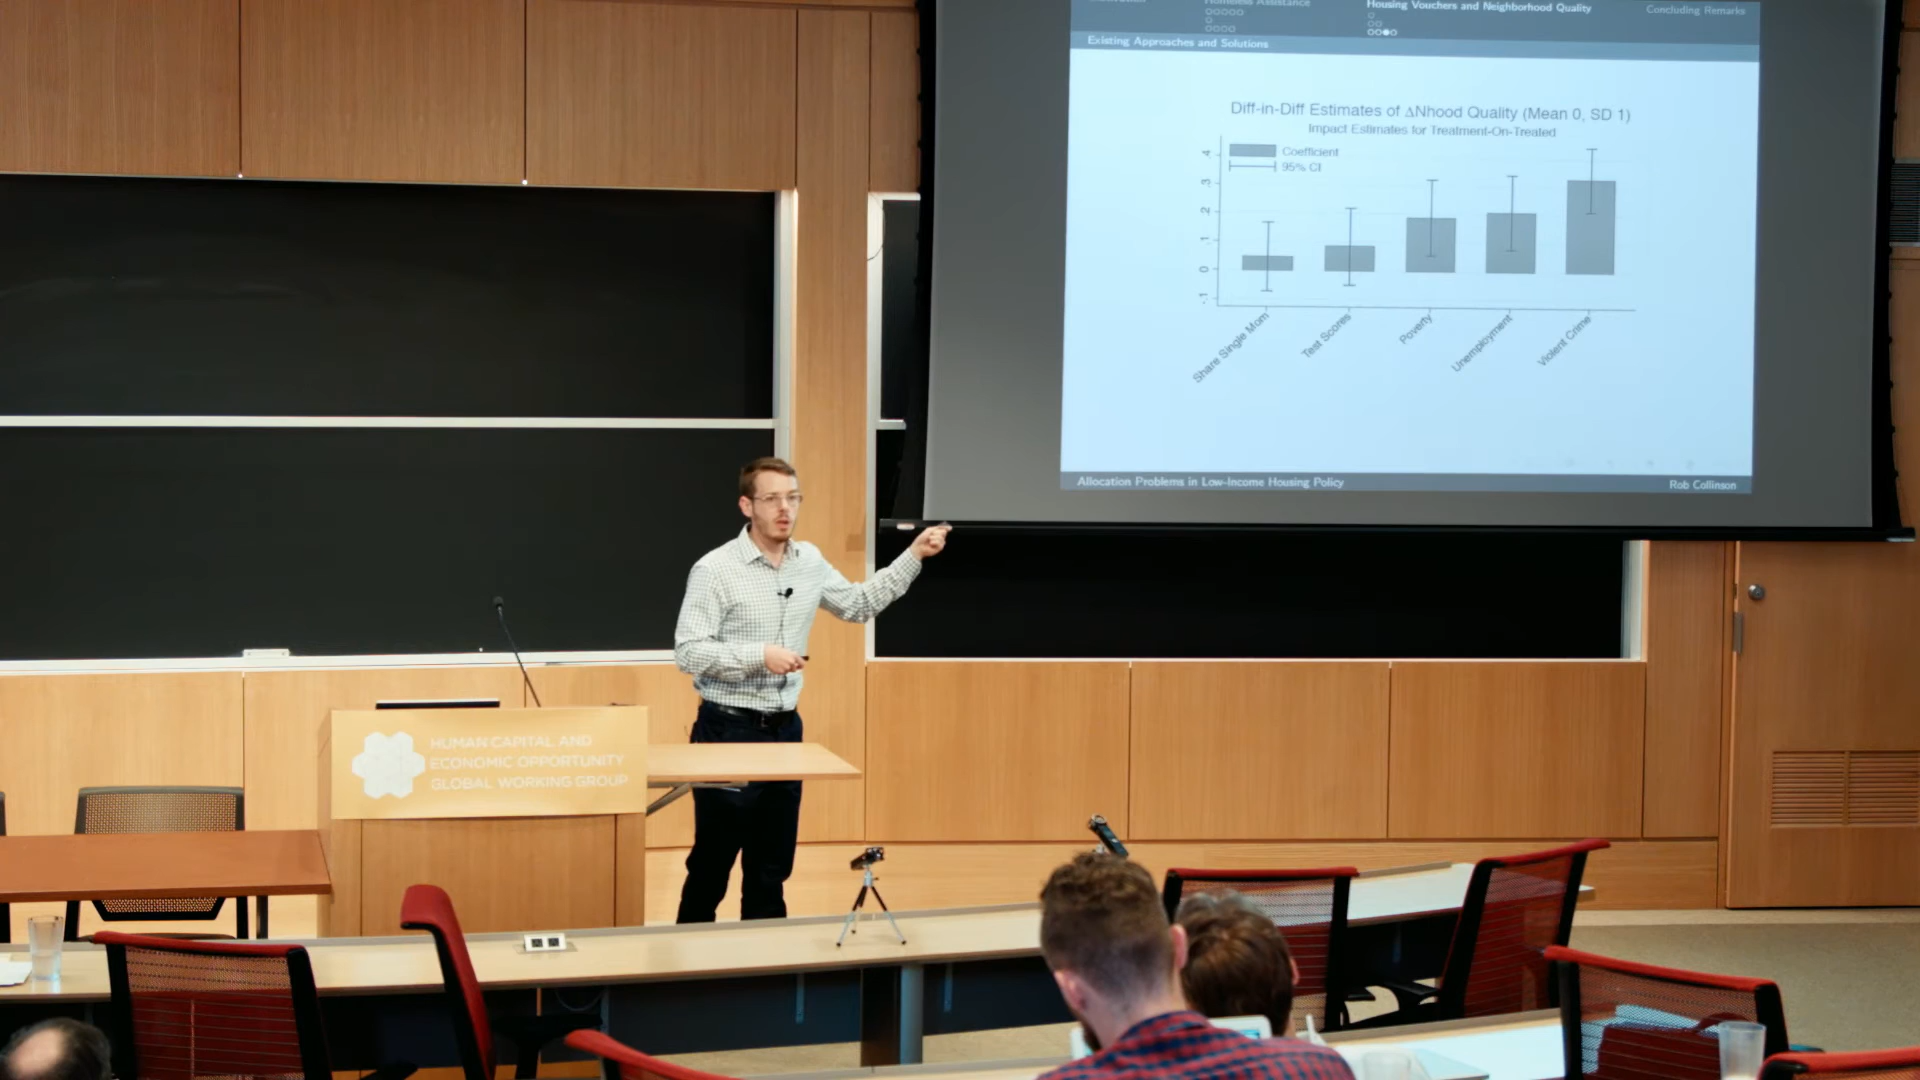 Homeless Assistance
Housing Vouchers and Neighborhood Quality
Concluding Remarks
Existing Approaches and Solutions
Diff-in-Diff Estimates of ΔNhood Quality (Mean 0, SD 1)
Impact Estimates for Treatment-On-Treated
Coefficient
95% CI
.4
.3
.2
.1
0
-.1
Share Single Mom
Test Scores
Poverty
Unemployment
Violent Crime
Allocation Problems in Low-Income Housing Policy
Rob Collinson
HUMAN CAPITAL AND
ECONOMIC OPPORTUNITY
GLOBAL WORKING GROUP